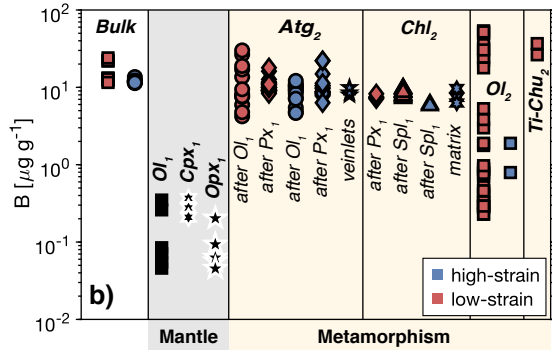 B [µg g⁻¹]
10²
10¹
10⁰
10⁻¹
10⁻²
Bulk
Ol₁
Cpx₁
Opx₁
Atg₂
after Ol₁
after Px₁
after Ol₁
after Px₁
veinlets
Chl₂
after Px₁
after Spl₁
after Spl₁
matrix
Ol₂
Ti-Chu₂
b)
high-strain
low-strain
Mantle
Metamorphism